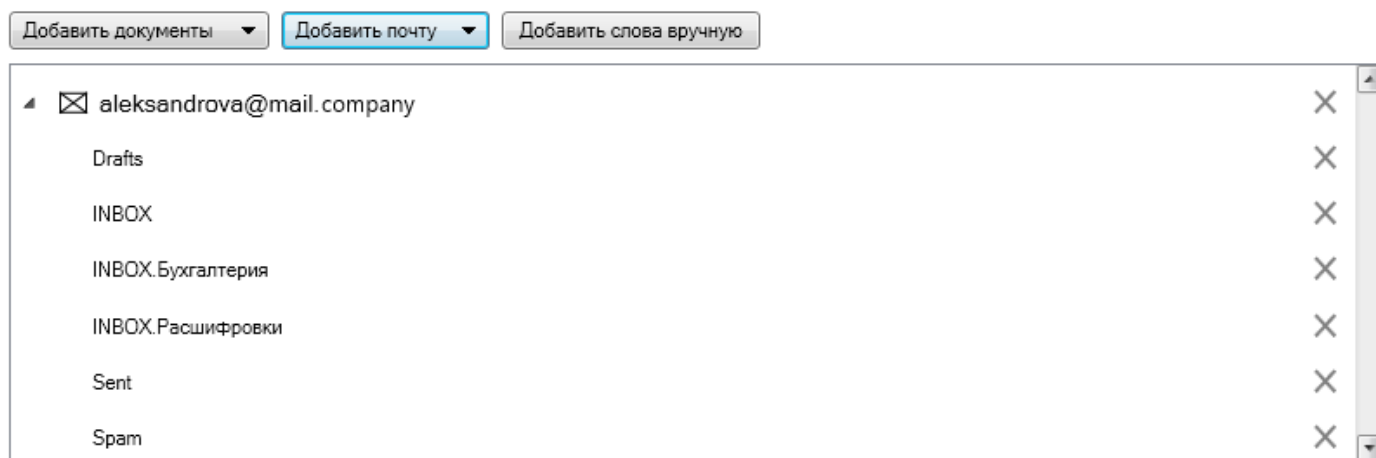 Добавить документы Добавить почту Добавить слова вручную
aleksandrova@mail.company
Drafts
INBOX
INBOX.Бухгалтерия
INBOX.Расшифровки
Sent
Spam